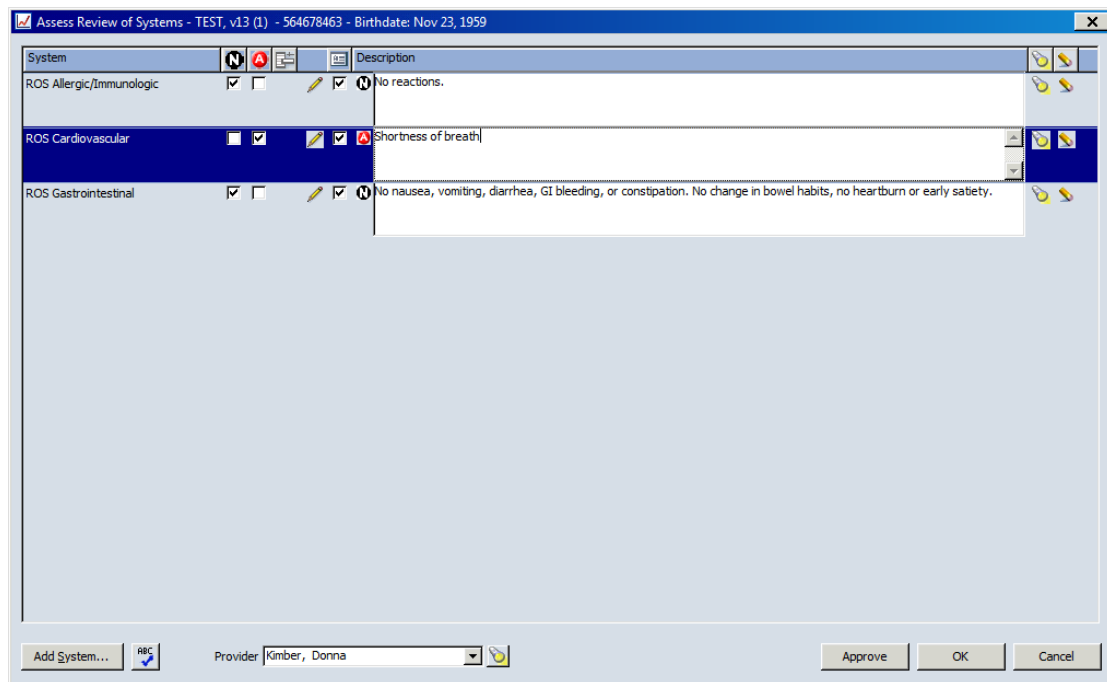 Assess Review of Systems - TEST, v13 (1) - 564678463 - Birthdate: Nov 23, 1959
System N A Description
ROS Allergic/Immunologic N No reactions.
ROS Cardiovascular A Shortness of breath
ROS Gastrointestinal N No nausea, vomiting, diarrhea, GI bleeding, or constipation. No change in bowel habits, no heartburn or early satiety.
Add System... ABC Provider Kimber, Donna Approve OK Cancel